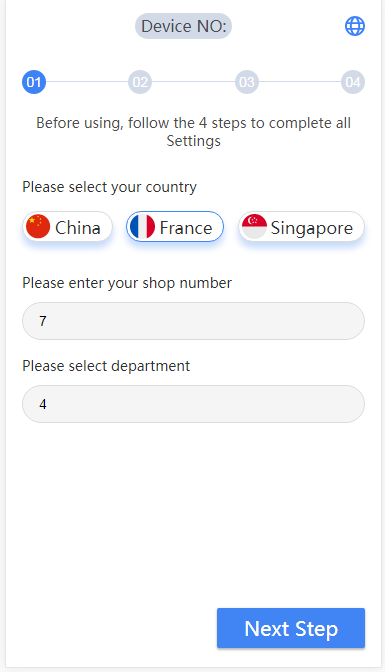 Device NO:
01 02 03 04
Before using, follow the 4 steps to complete all
Settings
Please select your country
China France Singapore
Please enter your shop number
7
Please select department
4
Next Step